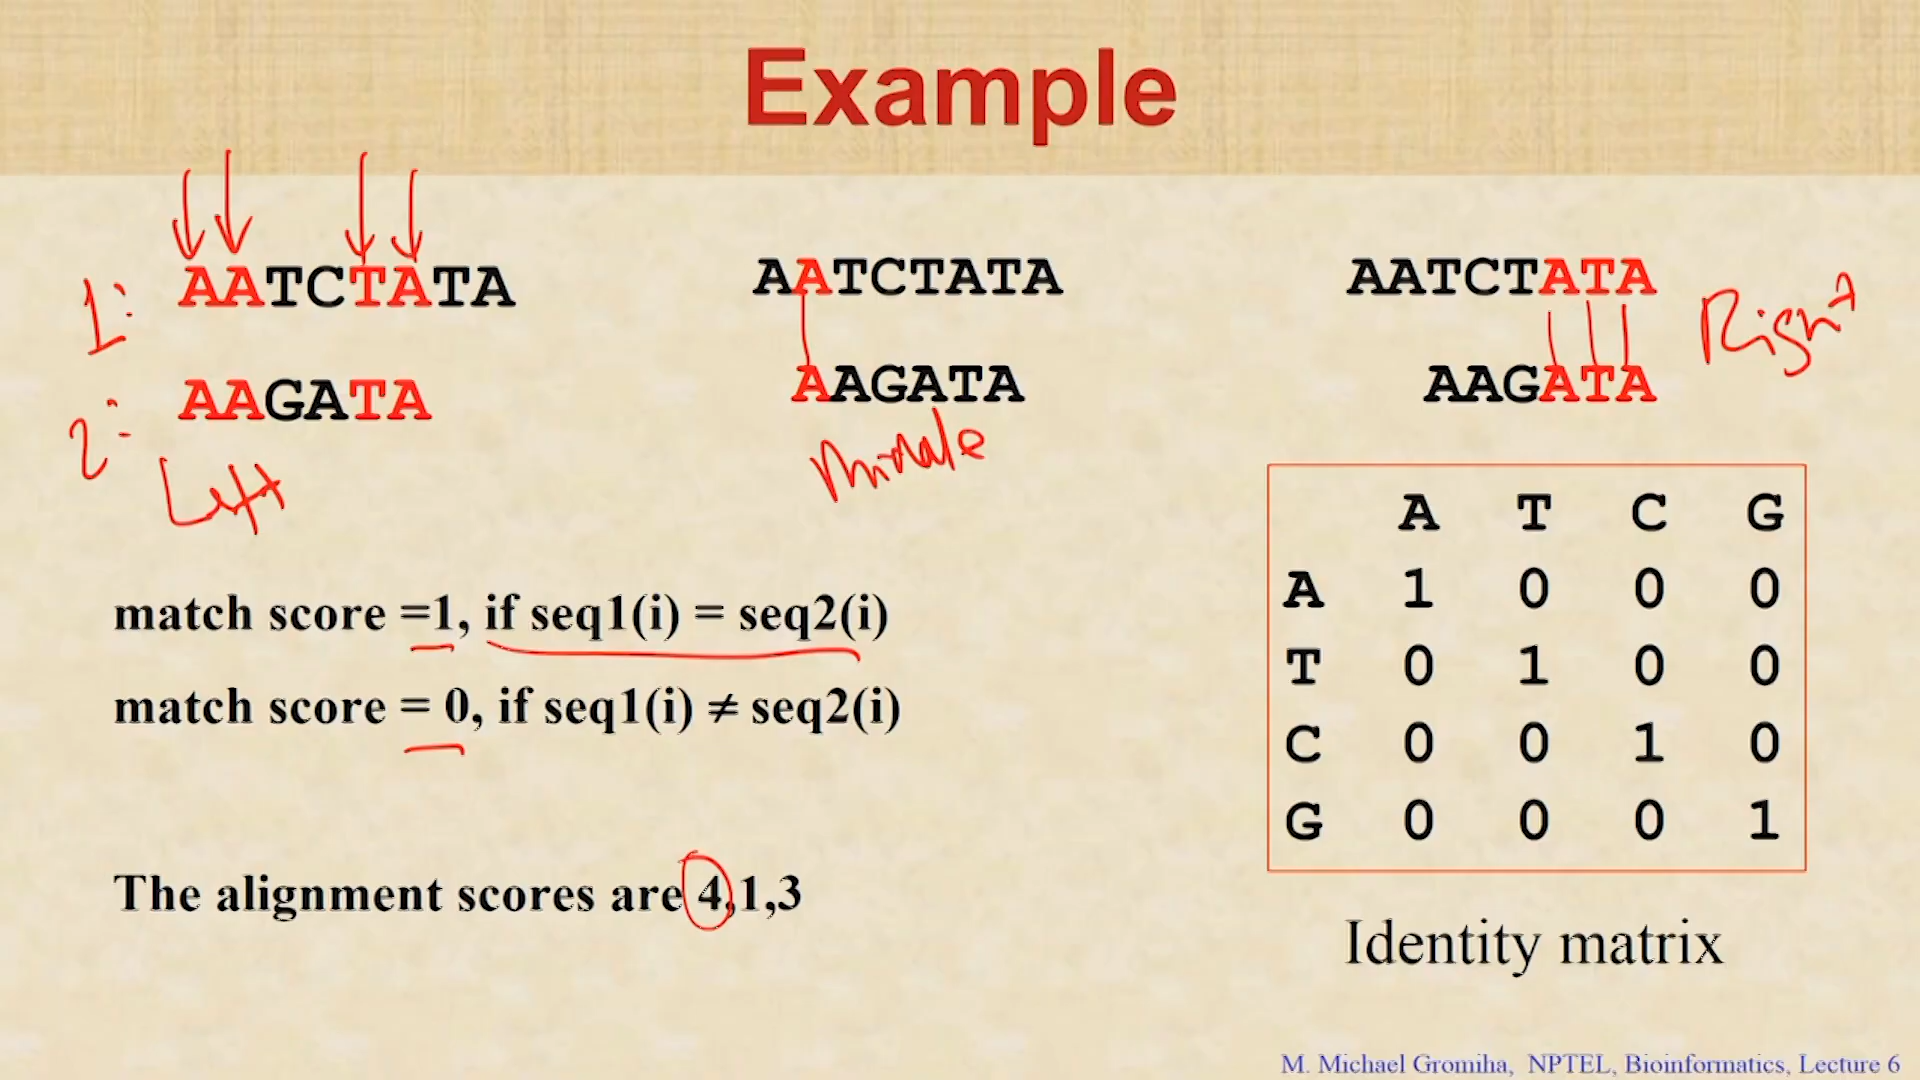 Example
1:
AATCTATA
AATCTATA
AATCTATA
Right
2:
AAGATA
AAGATA
AAGATA
Left
Middle
match score =1, if seq1(i) = seq2(i)
match score = 0, if seq1(i) ≠ seq2(i)
The alignment scores are 4,1,3
A T C G
A 1 0 0 0
T 0 1 0 0
C 0 0 1 0
G 0 0 0 1
Identity matrix
M. Michael Gromiha, NPTEL, Bioinformatics, Lecture 6